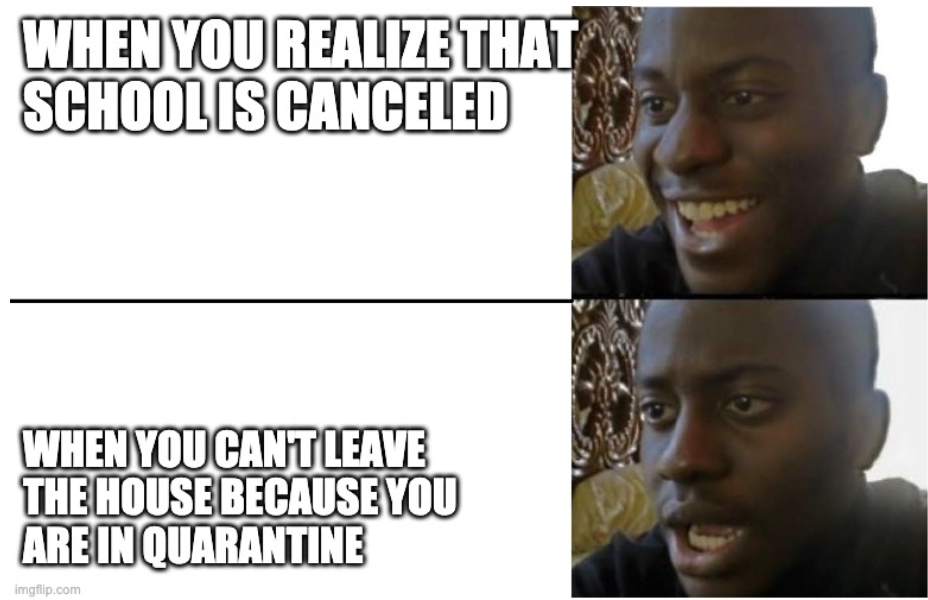 WHEN YOU REALIZE THAT
SCHOOL IS CANCELED
WHEN YOU CAN'T LEAVE
THE HOUSE BECAUSE YOU
ARE IN QUARANTINE
imgflip.com